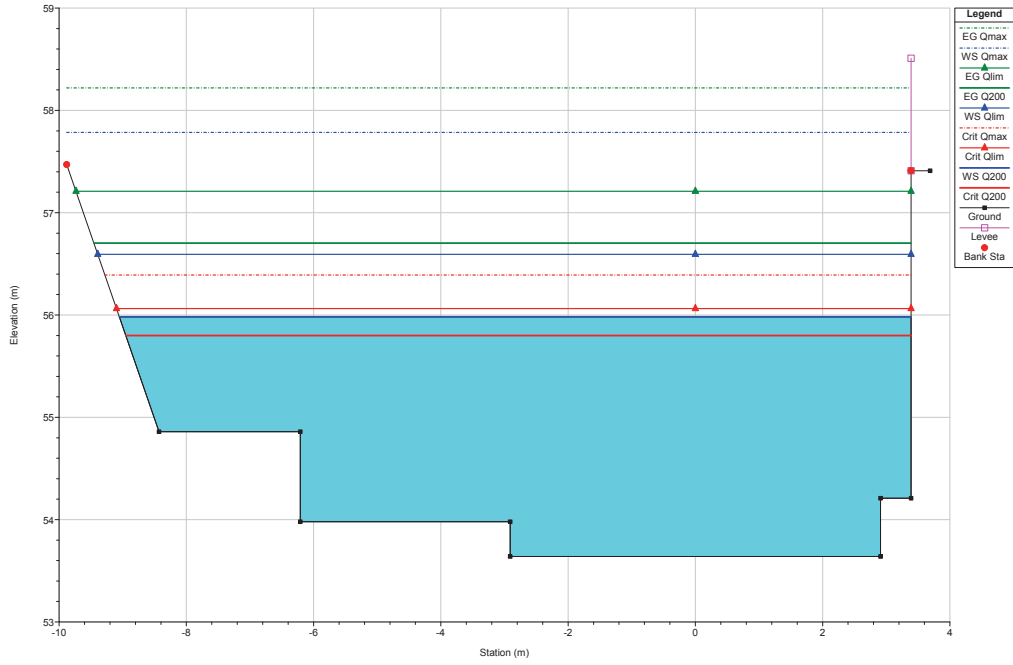 59
58
57
56
55
54
53
Elevation (m)
-10
-8
-6
-4
-2
0
2
4
Station (m)
Legend
EG Qmax
WS Qmax
EG Qlim
EG Q200
WS Qlim
Crit Qmax
Crit Qlim
WS Q200
Crit Q200
Ground
Levee
Bank Sta